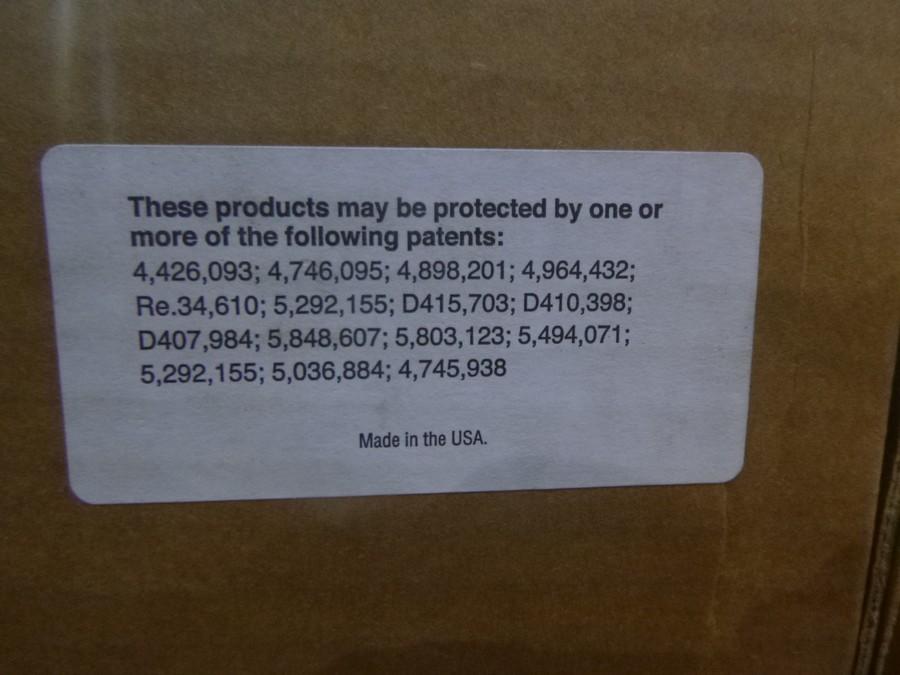 These products may be protected by one or
more of the following patents:
4,426,093; 4,746,095; 4,898,201; 4,964,432;
Re.34,610; 5,292,155; D415,703; D410,398;
D407,984; 5,848,607; 5,803,123; 5,494,071;
5,292,155; 5,036,884; 4,745,938
Made in the USA.